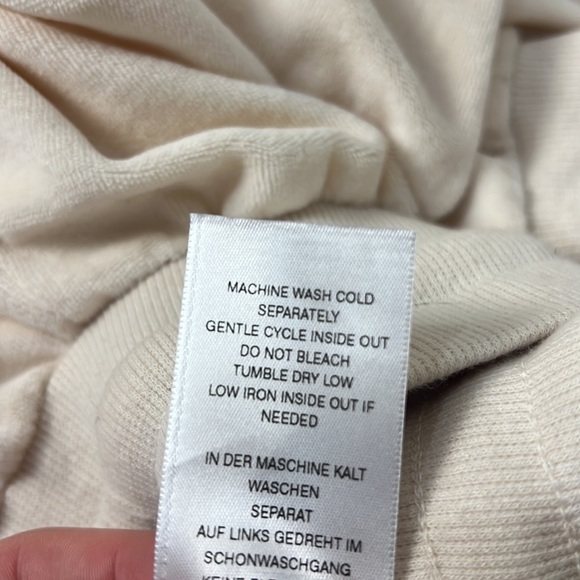 MACHINE WASH COLD
SEPARATELY
GENTLE CYCLE INSIDE OUT
DO NOT BLEACH
TUMBLE DRY LOW
LOW IRON INSIDE OUT IF
NEEDED
IN DER MASCHINE KALT
WASCHEN
SEPARAT
AUF LINKS GEDREHT IM
SCHONWASCHGANG